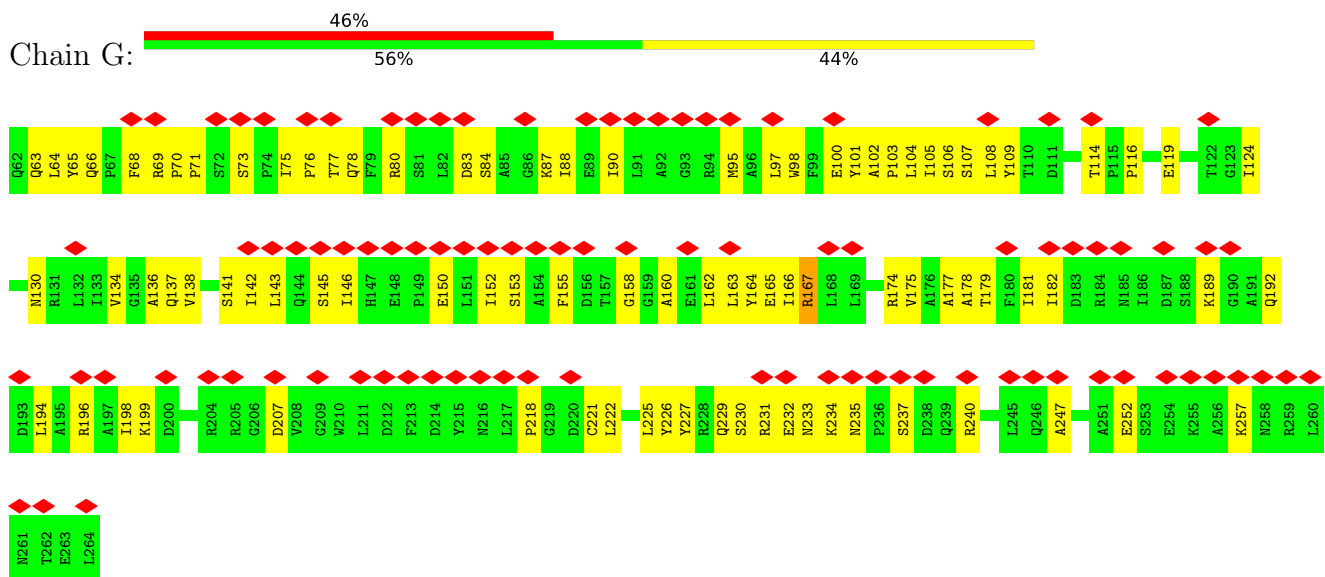 46%
Chain G:
56% 44%
Q62 Q63 L64 Y65 Q66 P67 F68 R69 P70 P71 S72 S73 P74 I75 P76 T77 Q78 F79 R80 S81 L82 D83 S84 A85 G86 K87 I88 E89 I90 L91 A92 G93 R94 M95 A96 L97 W98 F99 E100 Y101 A102 P103 L104 I105 S106 S107 L108 Y109 T110 D111 T114 P115 P116 E119 T122 G123 I124
N130 R131 L132 I133 V134 G135 A136 Q137 V138 S141 I142 L143 Q144 S145 I146 H147 E148 P149 E150 L151 I152 S153 A154 F155 D156 T157 G158 G159 A160 E161 L162 L163 Y164 E165 I166 R167 L168 L169 R174 V175 A176 A177 A178 T179 F180 I181 I182 D183 R184 N185 I186 D187 S188 K189 G190 A191 Q192
D193 L194 A195 R196 A197 I198 K199 D200 R204 R205 G206 D207 V208 G209 W210 L211 D212 F213 D214 Y215 N216 L217 P218 G219 D220 C221 L222 L225 Y226 Y227 R228 Q229 S230 R231 E232 N233 K234 N235 P236 S237 D238 Q239 R240 L245 Q246 A247 A251 E252 S253 E254 K255 A256 K257 N258 R259 L260
N261 T262 E263 L264